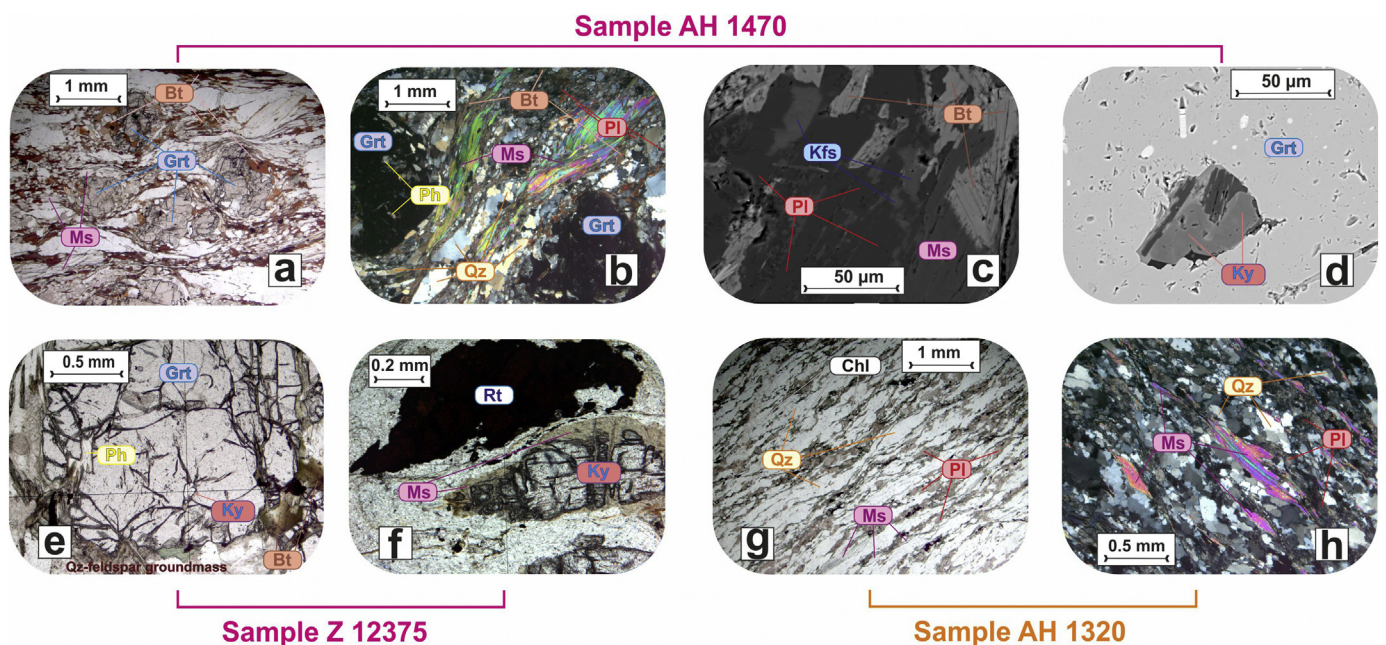 Sample AH 1470
1 mm
Bt
Grt
Ms
a
1 mm
Bt
Pl
Grt
Ms
Ph
Grt
Qz
b
Bt
Kfs
Pl
Ms
50 µm
c
50 µm
Grt
Ky
d
0.5 mm
Grt
Ph
Ky
e
Bt
Qz-feldspar groundmass
0.2 mm
Rt
Ky
Ms
f
Chl
1 mm
Qz
Pl
Ms
g
Qz
Ms
Pl
0.5 mm
h
Sample Z 12375
Sample AH 1320